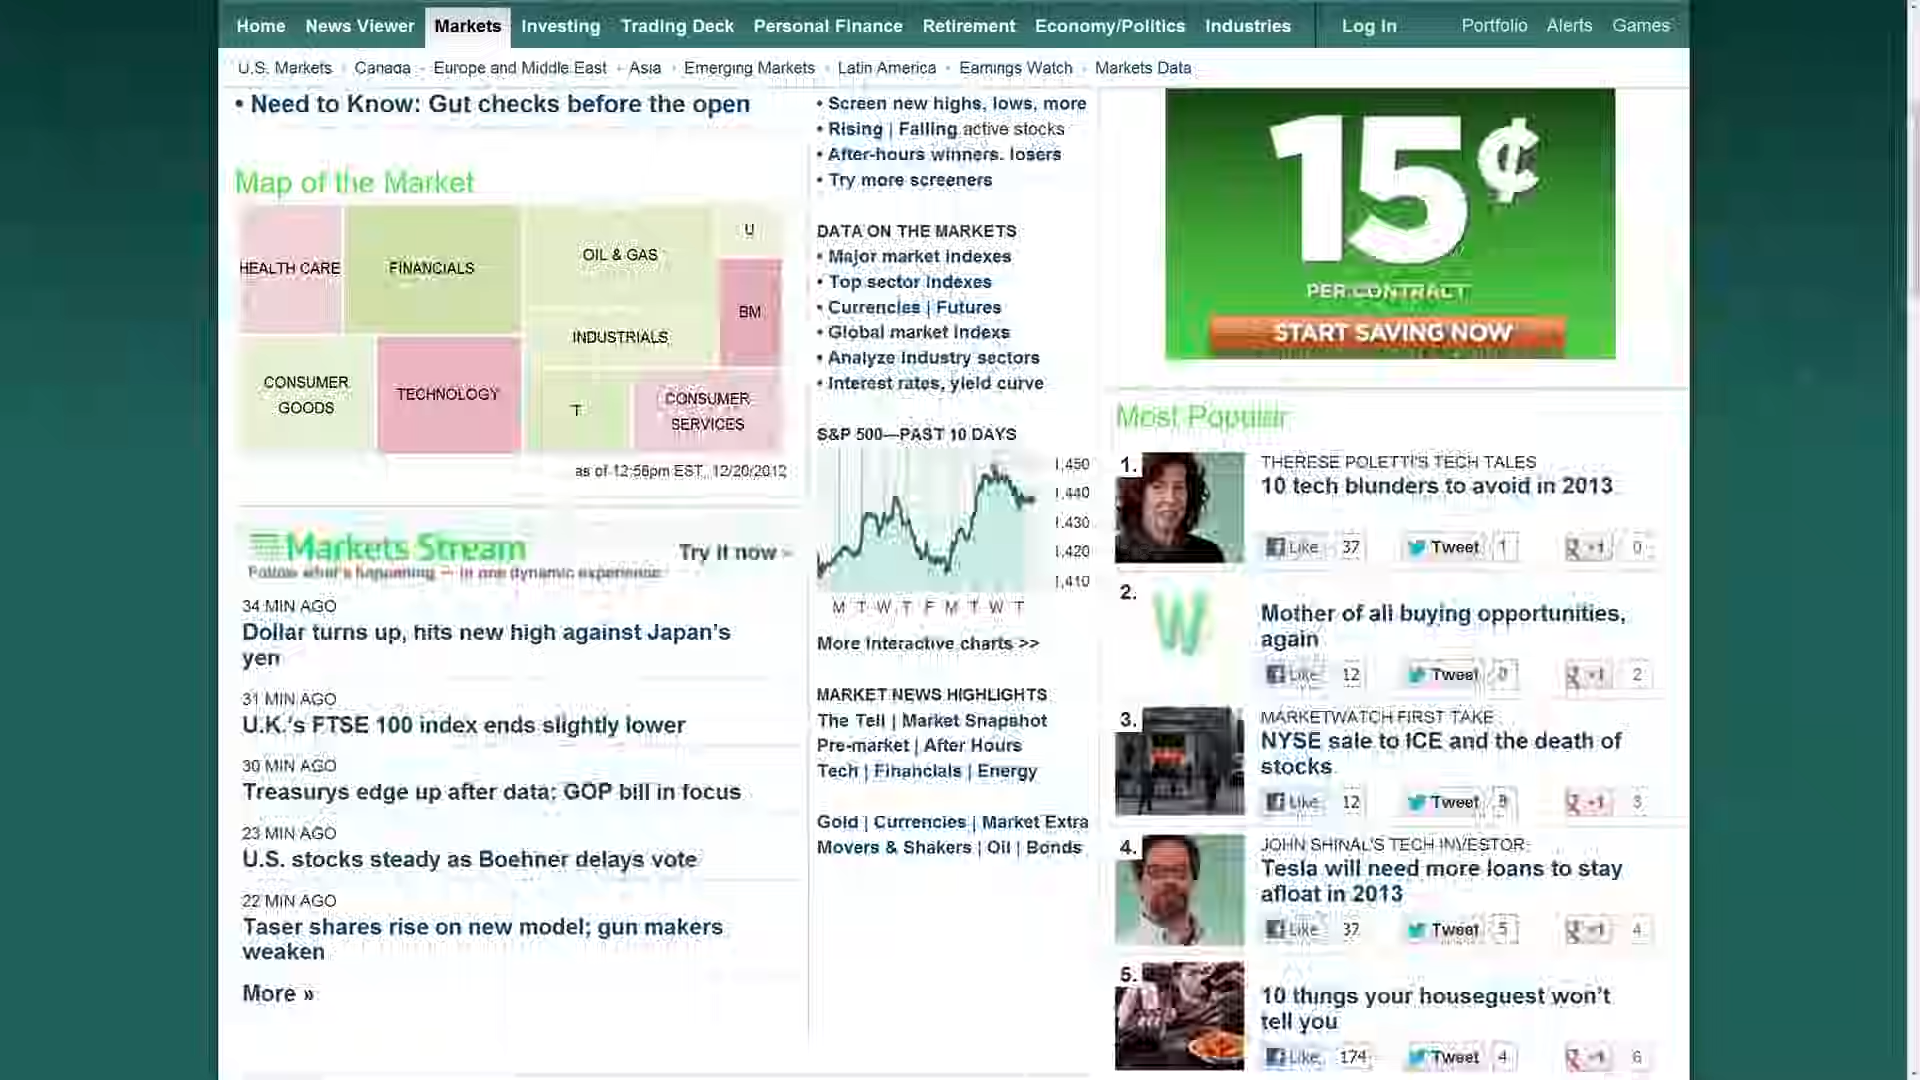 Home News Viewer Markets Investing Trading Deck Personal Finance Retirement Economy/Politics Industries Log In Portfolio Alerts Games
U.S. Markets Canada Europe and Middle East Asia Emerging Markets Latin America Earnings Watch Markets Data
• Need to Know: Gut checks before the open
Map of the Market
HEALTH CARE
FINANCIALS
OIL & GAS
U
BM
INDUSTRIALS
CONSUMER
GOODS
TECHNOLOGY
T
CONSUMER
SERVICES
as of 12:58pm EST, 12/20/2012
Markets Stream
Try it now »
Follow what's happening — in one dynamic experience
34 MIN AGO
Dollar turns up, hits new high against Japan's
yen
31 MIN AGO
U.K.'s FTSE 100 index ends slightly lower
30 MIN AGO
Treasurys edge up after data; GOP bill in focus
23 MIN AGO
U.S. stocks steady as Boehner delays vote
22 MIN AGO
Taser shares rise on new model; gun makers
weaken
More »
• Screen new highs, lows, more
• Rising | Falling active stocks
• After-hours winners, losers
• Try more screeners
DATA ON THE MARKETS
• Major market indexes
• Top sector indexes
• Currencies | Futures
• Global market Indexs
• Analyze industry sectors
• Interest rates, yield curve
S&P 500—PAST 10 DAYS
1,450
1,440
1,430
1,420
1,410
M T W T F M T W T
More interactive charts >>
MARKET NEWS HIGHLIGHTS
The Tell | Market Snapshot
Pre-market | After Hours
Tech | Financials | Energy
Gold | Currencies | Market Extra
Movers & Shakers | Oil | Bonds
15¢
PER CONTRACT
START SAVING NOW
Most Popular
1.
THERESE POLETTI'S TECH TALES
10 tech blunders to avoid in 2013
Like 37 Tweet 1 +1 0
2.
W
Mother of all buying opportunities,
again
Like 12 Tweet +1 2
3.
MARKETWATCH FIRST TAKE
NYSE sale to ICE and the death of
stocks
Like 12 Tweet +1 3
4.
JOHN SHINAL'S TECH INVESTOR
Tesla will need more loans to stay
afloat in 2013
Like 37 Tweet 5 +1 4
5.
10 things your houseguest won't
tell you
Like 174 Tweet 4 +1 6